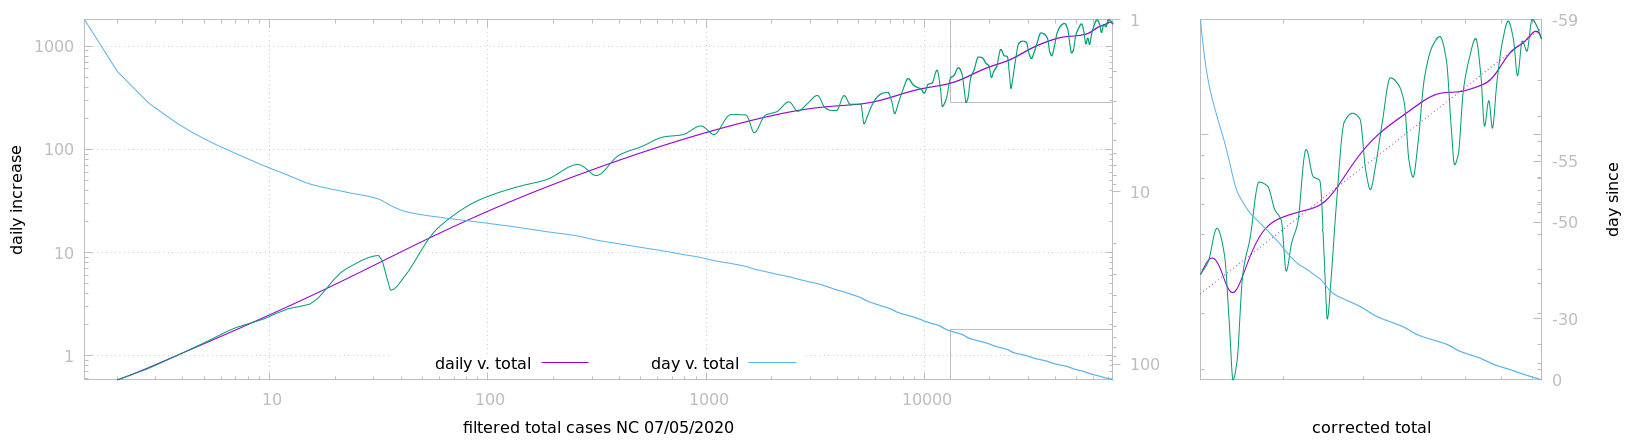 1000
100
10
1
daily increase
10
100
1000
10000
filtered total cases NC 07/05/2020
daily v. total
day v. total
1
10
100
corrected total
-59
-55
-50
-30
0
day since